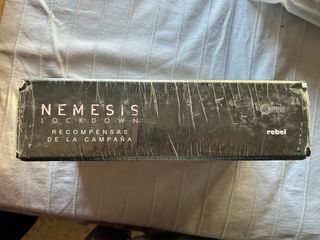 NEMESIS
LOCKDOWN
RECOMPENSAS
DE LA CAMPAÑA
rebel